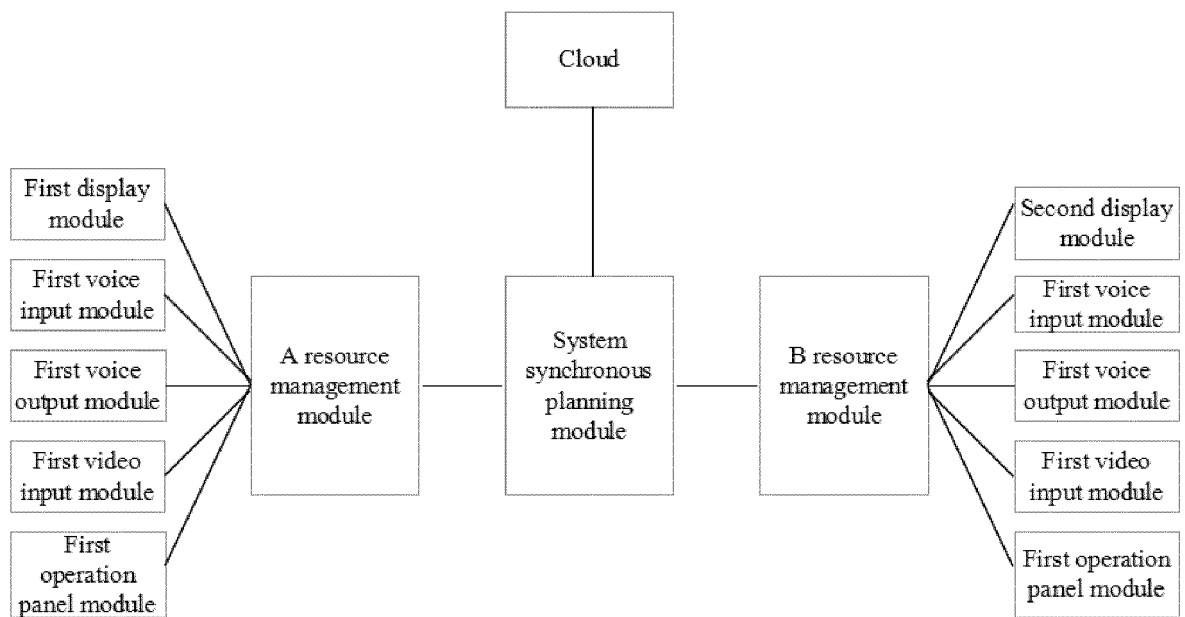 Cloud
First display
module
First voice
input module
First voice
output module
First video
input module
First
operation
panel module
A resource
management
module
System
synchronous
planning
module
B resource
management
module
Second display
module
First voice
input module
First voice
output module
First video
input module
First operation
panel module